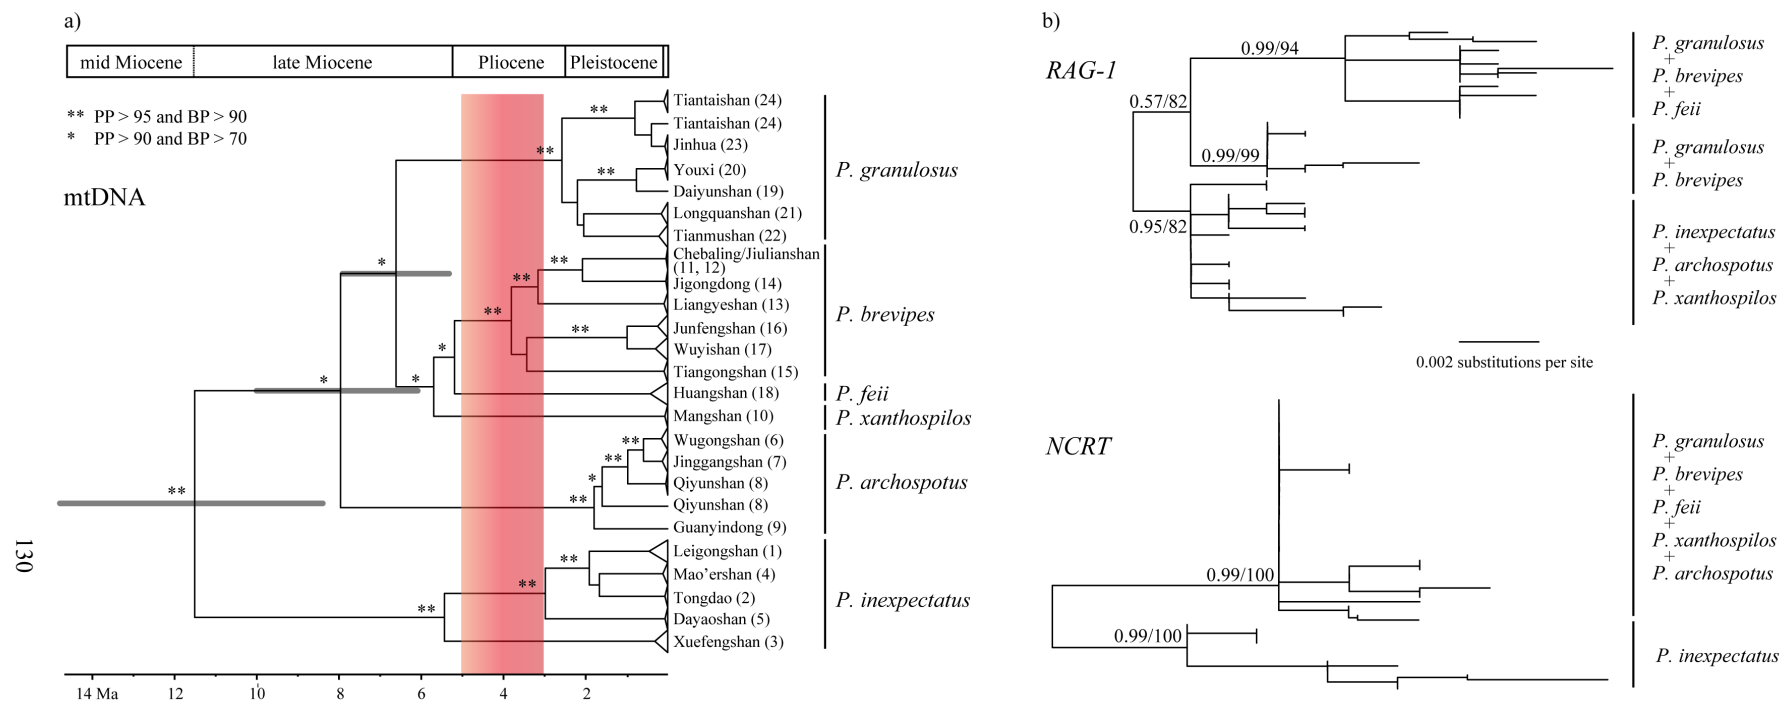 a)
mid Miocene
late Miocene
Pliocene
Pleistocene
** PP > 95 and BP > 90
* PP > 90 and BP > 70
mtDNA
**
**
**
**
**
**
**
*
*
*
*
**
**
**
*
**
**
**
**
**
Tiantaishan (24)
Tiantaishan (24)
Jinhua (23)
Youxi (20)
Daiyunshan (19)
Longquanshan (21)
Tianmushan (22)
Chebaling/Jiulianshan
(11, 12)
Jigongdong (14)
Liangyeshan (13)
Junfengshan (16)
Wuyishan (17)
Tiangongshan (15)
Huangshan (18)
Mangshan (10)
Wugongshan (6)
Jinggangshan (7)
Qiyunshan (8)
Qiyunshan (8)
Guanyindong (9)
Leigongshan (1)
Mao’ershan (4)
Tongdao (2)
Dayaoshan (5)
Xuefengshan (3)
P. granulosus
P. brevipes
P. feii
P. xanthospilos
P. archospotus
P. inexpectatus
14 Ma
12
10
8
6
4
2
130
b)
RAG-1
0.99/94
0.57/82
0.99/99
0.95/82
P. granulosus
+
P. brevipes
+
P. feii
P. granulosus
+
P. brevipes
P. inexpectatus
+
P. archospotus
+
P. xanthospilos
0.002 substitutions per site
NCRT
0.99/100
0.99/100
P. granulosus
+
P. brevipes
+
P. feii
+
P. xanthospilos
+
P. archospotus
P. inexpectatus